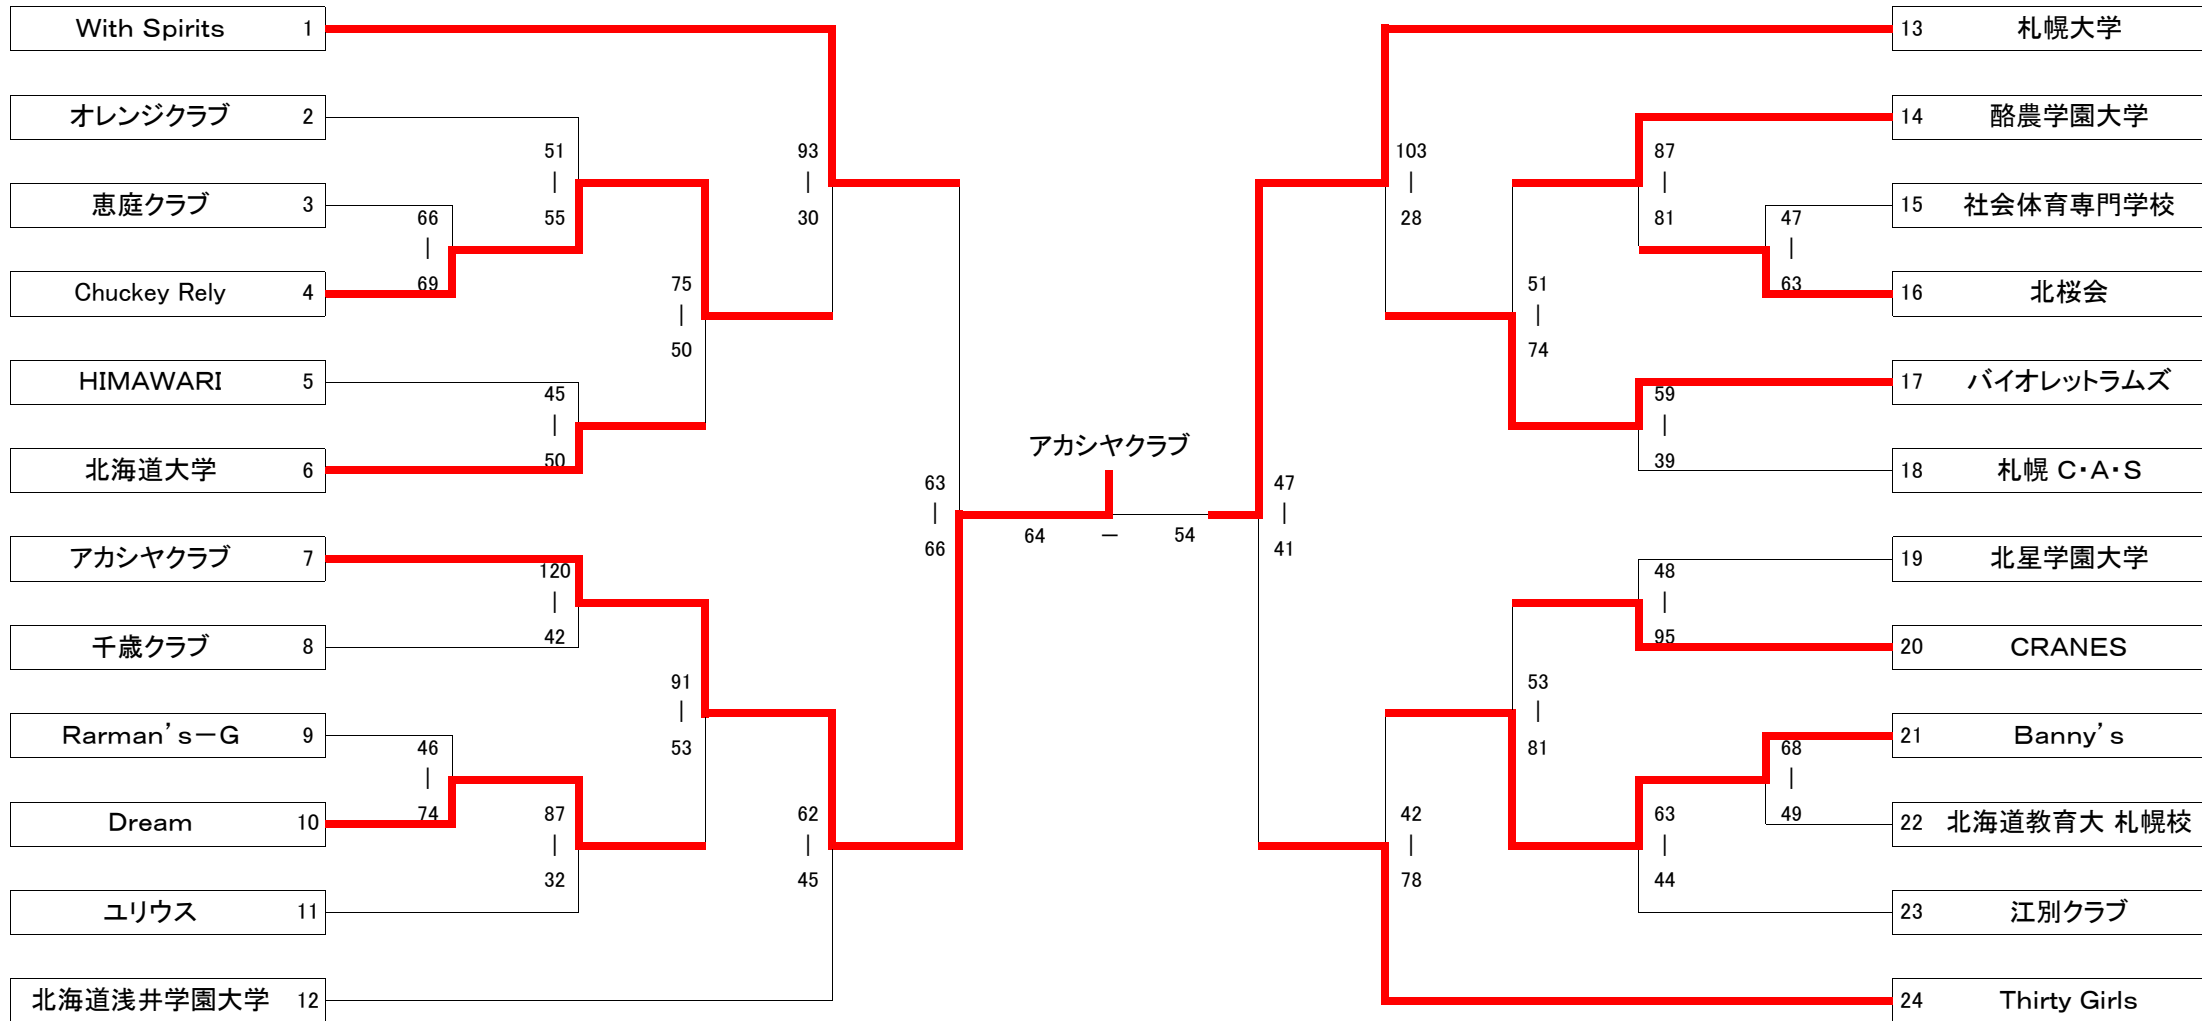 With Spirits 1
オレンジクラブ 2
恵庭クラブ 3
Chuckey Rely 4
HIMAWARI 5
北海道大学 6
アカシヤクラブ 7
千歳クラブ 8
Rarman's－G 9
Dream 10
ユリウス 11
北海道浅井学園大学 12
66
|
69
46
|
74
51
|
55
45
|
50
120
|
42
87
|
32
75
|
50
91
|
53
93
|
30
62
|
45
63
|
66
アカシヤクラブ
64 － 54
47
|
41
103
|
28
42
|
78
51
|
74
53
|
81
87
|
81
59
|
39
48
|
95
63
|
44
47
|
63
68
|
49
13 札幌大学
14 酪農学園大学
15 社会体育専門学校
16 北桜会
17 バイオレットラムズ
18 札幌 C・A・S
19 北星学園大学
20 CRANES
21 Banny's
22 北海道教育大 札幌校
23 江別クラブ
24 Thirty Girls